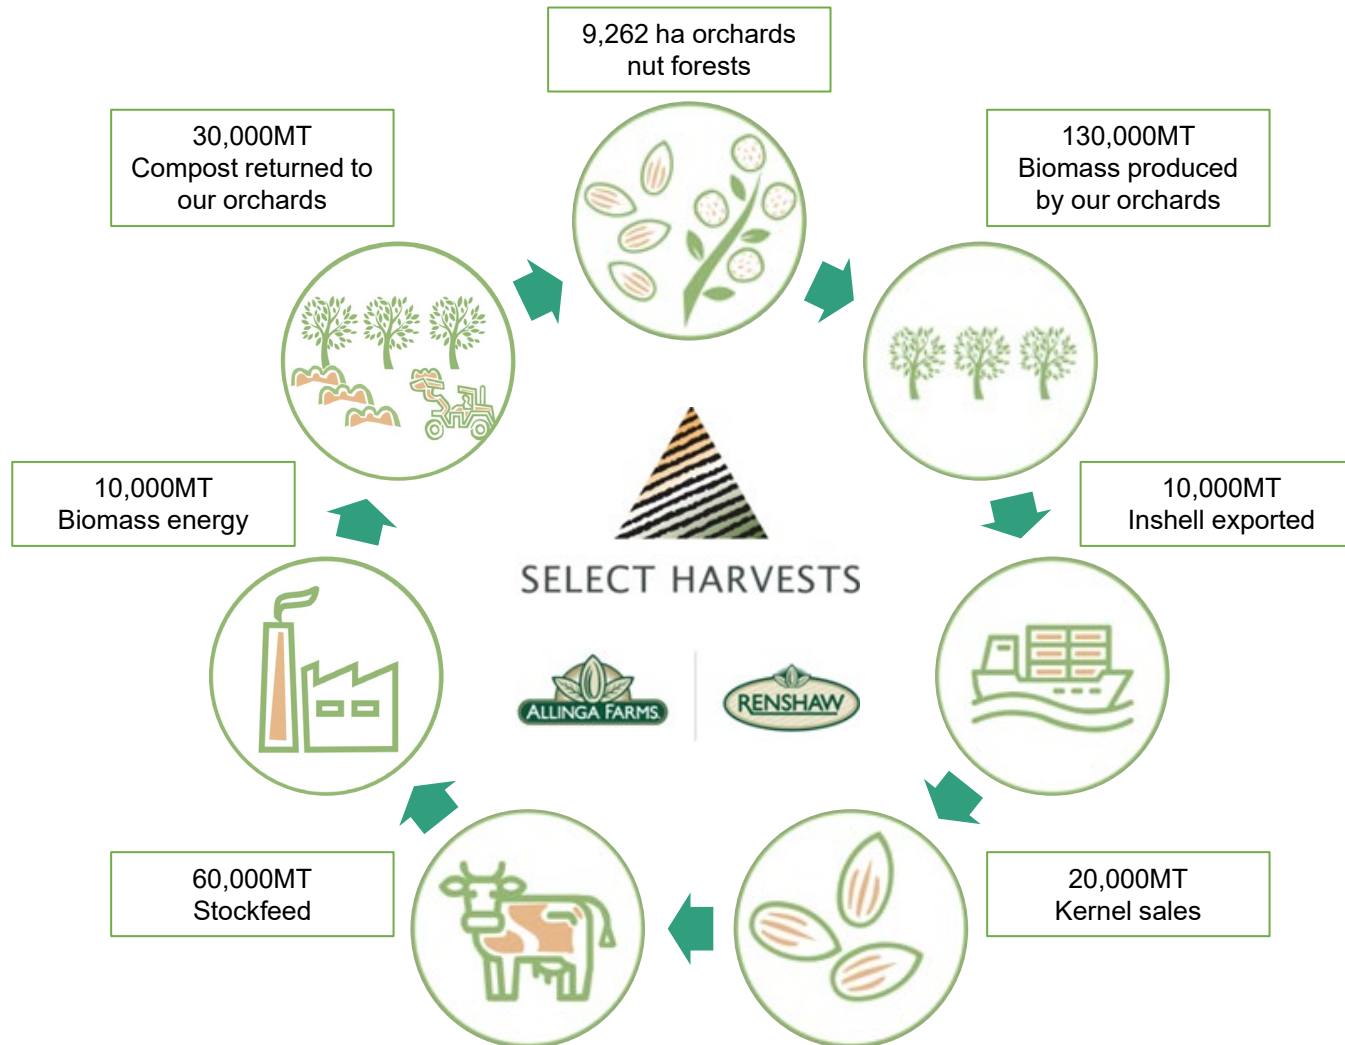 9,262 ha orchards
nut forests
30,000MT
Compost returned to
our orchards
130,000MT
Biomass produced
by our orchards
10,000MT
Biomass energy
10,000MT
Inshell exported
SELECT HARVESTS
ALLINGA FARMS.
RENSHAW
60,000MT
Stockfeed
20,000MT
Kernel sales